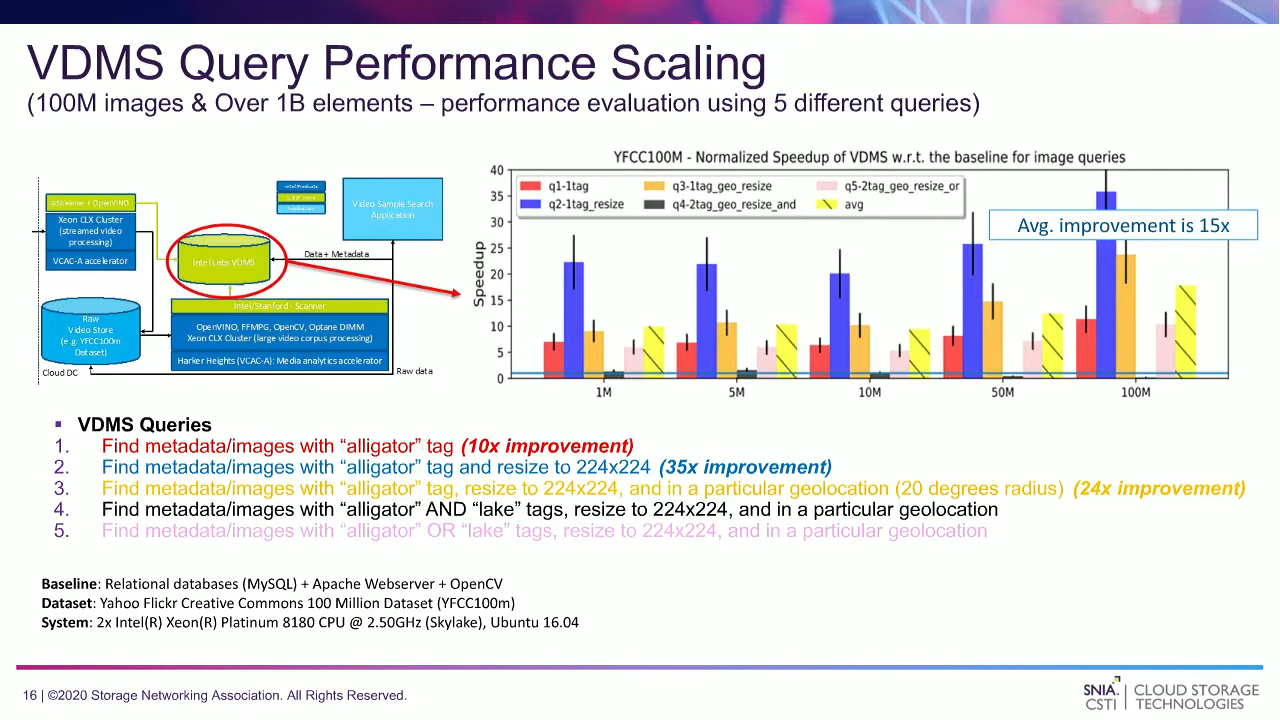 VDMS Query Performance Scaling
(100M images & Over 1B elements – performance evaluation using 5 different queries)
GStreamer + OpenVINO
Xeon CLX Cluster
(streamed video
processing)
VCAC-A accelerator
Intel Products
Application
Video Sample Search
Application
Intel Labs VDMS
Data + Metadata
Raw
Video Store
(e.g. YFCC100m
Dataset)
Intel/Stanford - Scanner
OpenVINO, FFMPG, OpenCV, Optane DIMM
Xeon CLX Cluster (large video corpus processing)
Harker Heights (VCAC-A): Media analytics accelerator
Cloud DC
Raw data
YFCC100M - Normalized Speedup of VDMS w.r.t. the baseline for image queries
Speedup
40
35
30
25
20
15
10
5
0
q1-1tag
q2-1tag_resize
q3-1tag_geo_resize
q4-2tag_geo_resize_and
q5-2tag_geo_resize_or
avg
Avg. improvement is 15x
1M
5M
10M
50M
100M
▪ VDMS Queries
1. Find metadata/images with “alligator” tag (10x improvement)
2. Find metadata/images with “alligator” tag and resize to 224x224 (35x improvement)
3. Find metadata/images with “alligator” tag, resize to 224x224, and in a particular geolocation (20 degrees radius) (24x improvement)
4. Find metadata/images with “alligator” AND “lake” tags, resize to 224x224, and in a particular geolocation
5. Find metadata/images with “alligator” OR “lake” tags, resize to 224x224, and in a particular geolocation
Baseline: Relational databases (MySQL) + Apache Webserver + OpenCV
Dataset: Yahoo Flickr Creative Commons 100 Million Dataset (YFCC100m)
System: 2x Intel(R) Xeon(R) Platinum 8180 CPU @ 2.50GHz (Skylake), Ubuntu 16.04
16 | ©2020 Storage Networking Association. All Rights Reserved.
SNIA. CSTI
CLOUD STORAGE
TECHNOLOGIES